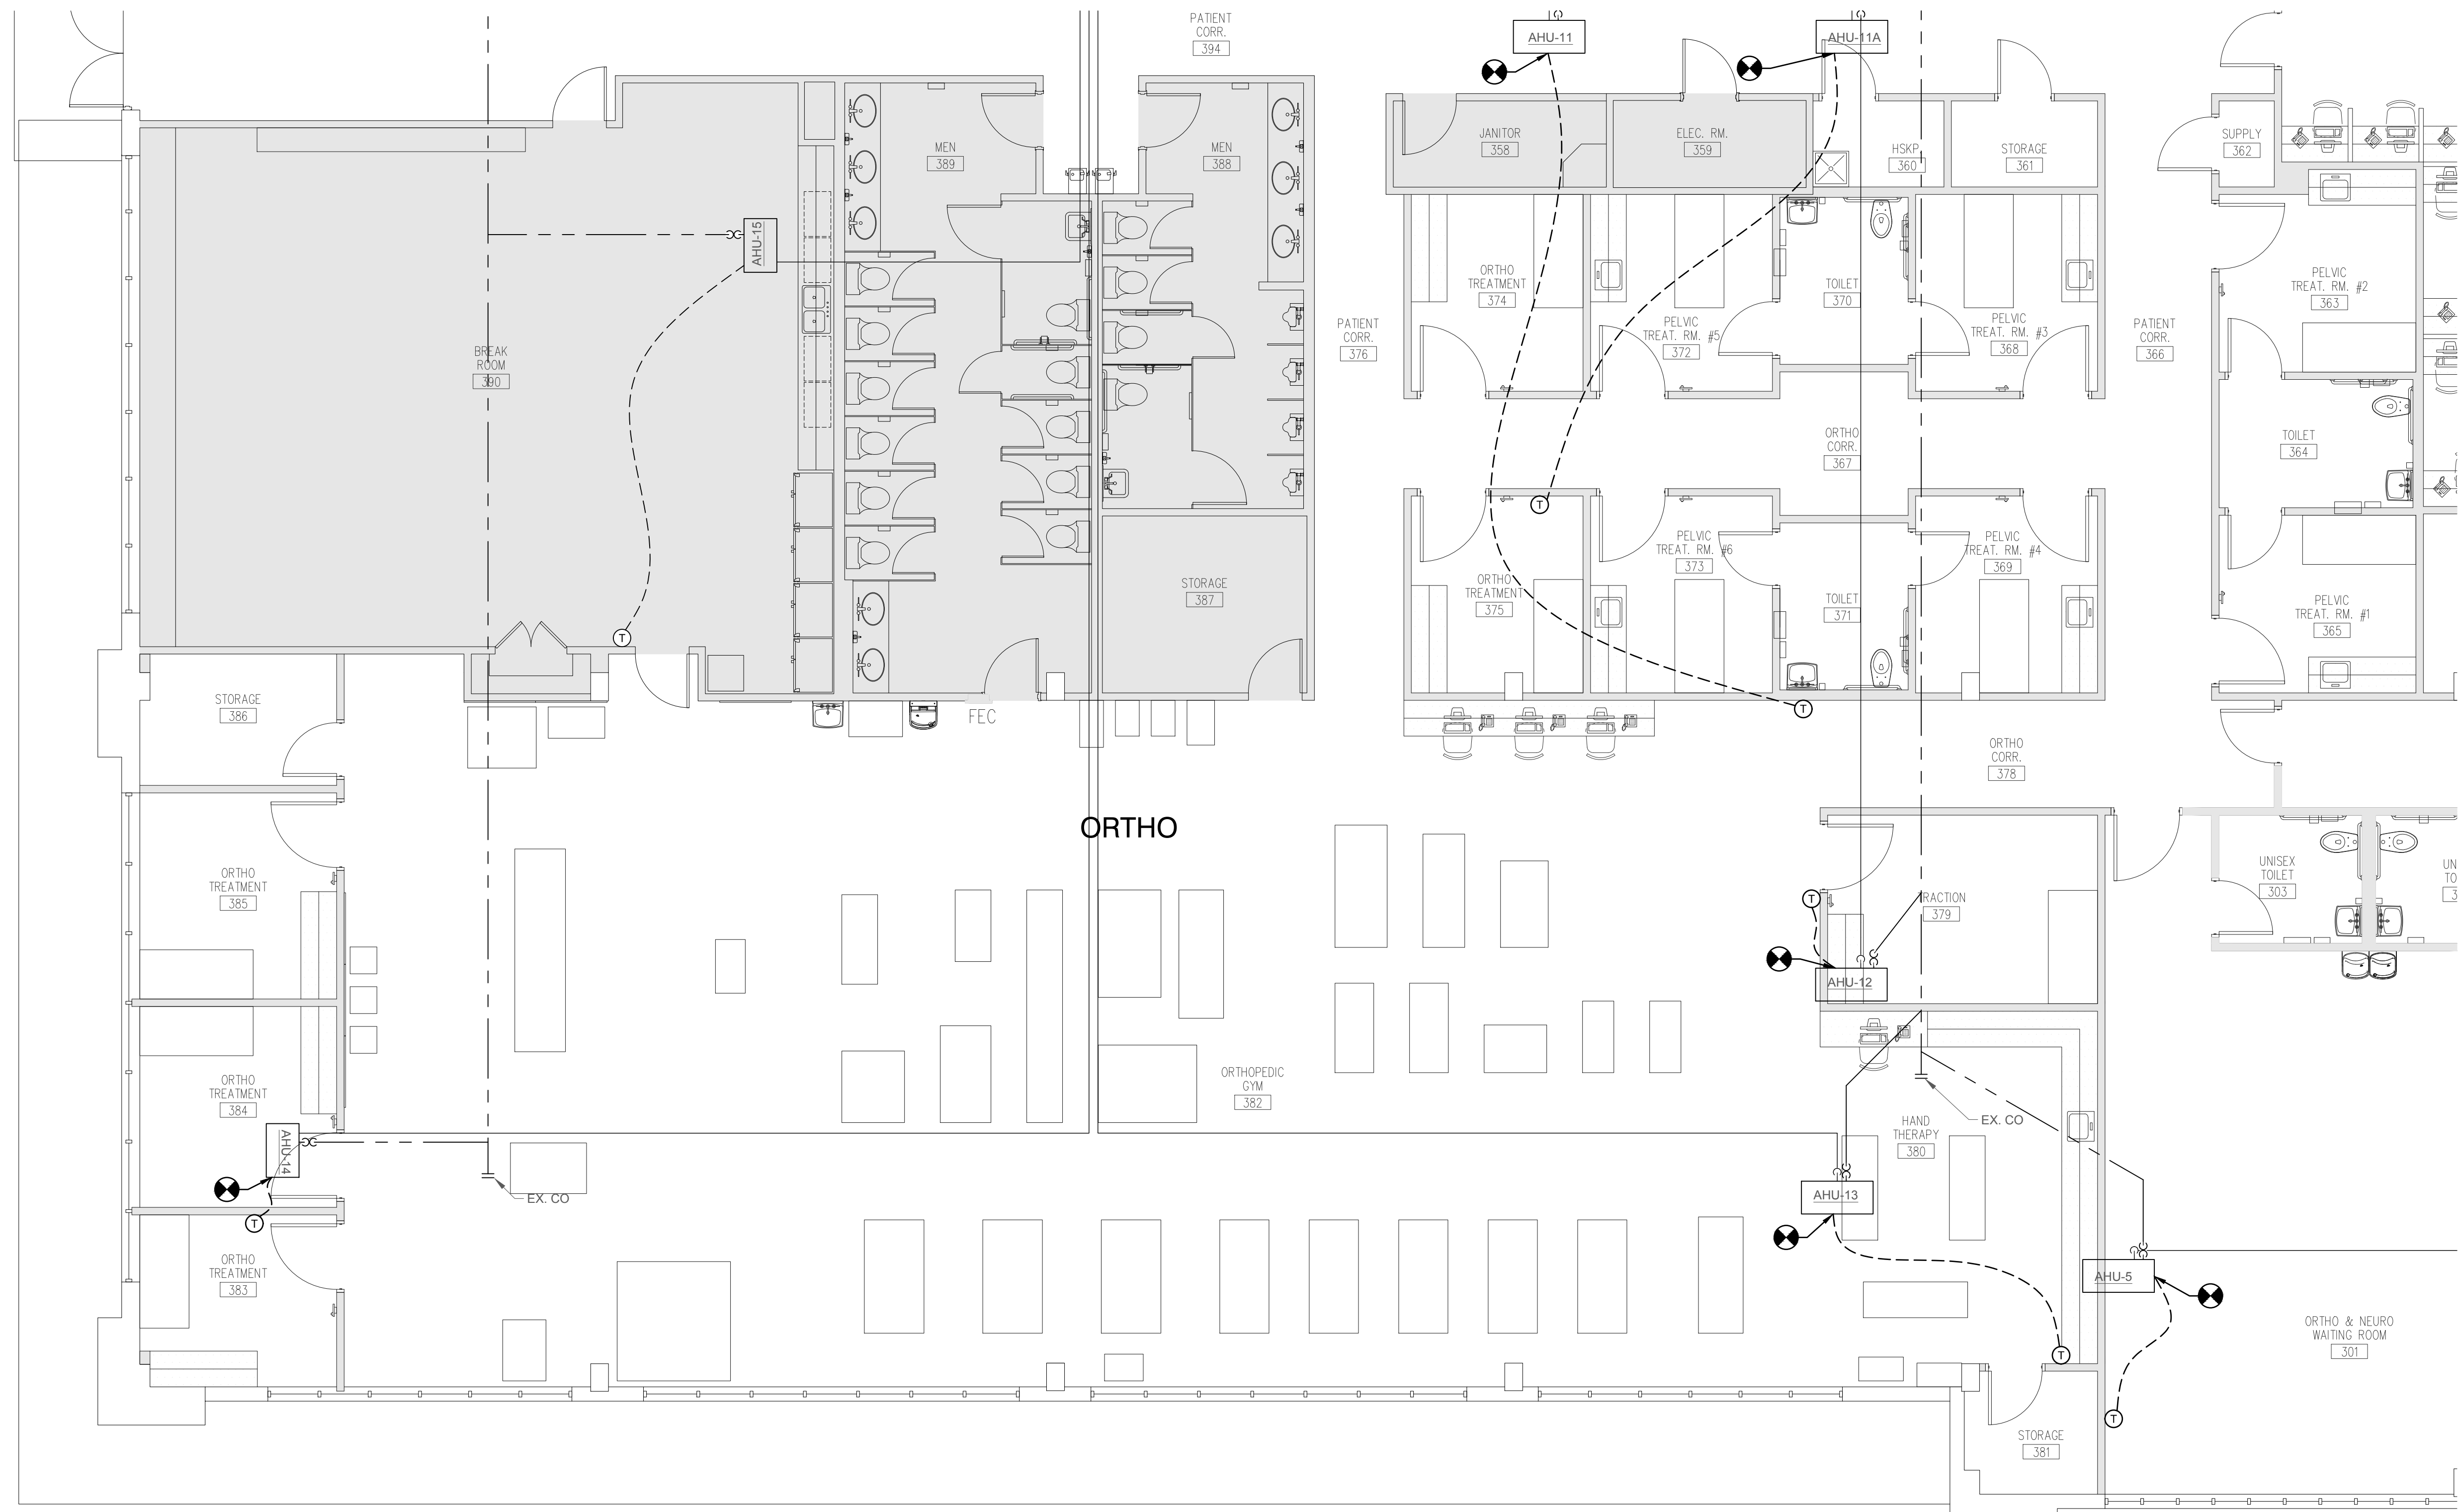 PATIENT
CORR.
394
AHU-11
AHU-11A
MEN
389
MEN
388
JANITOR
358
ELEC. RM.
359
HSKP.
360
STORAGE
361
SUPPLY
362
AHU-15
BREAK
ROOM
390
PATIENT
CORR.
376
ORTHO
TREATMENT
374
PELVIC
TREAT. RM. #5
372
TOILET
370
PELVIC
TREAT. RM. #3
368
PATIENT
CORR.
366
PELVIC
TREAT. RM. #2
363
ORTHO
CORR.
367
TOILET
364
T
STORAGE
387
ORTHO
TREATMENT
375
PELVIC
TREAT. RM. #6
373
TOILET
371
PELVIC
TREAT. RM. #4
369
PELVIC
TREAT. RM. #1
365
T
STORAGE
386
FEC
T
ORTHO
CORR.
378
ORTHO
ORTHO
TREATMENT
385
T
RACTION
379
UNISEX
TOILET
303
UN
TO
3
AHU-12
ORTHO
TREATMENT
384
ORTHOPEDIC
GYM
382
HAND
THERAPY
380
EX. CO
AHU-14
EX. CO
T
AHU-13
AHU-5
ORTHO
TREATMENT
383
T
ORTHO & NEURO
WAITING ROOM
301
T
STORAGE
381